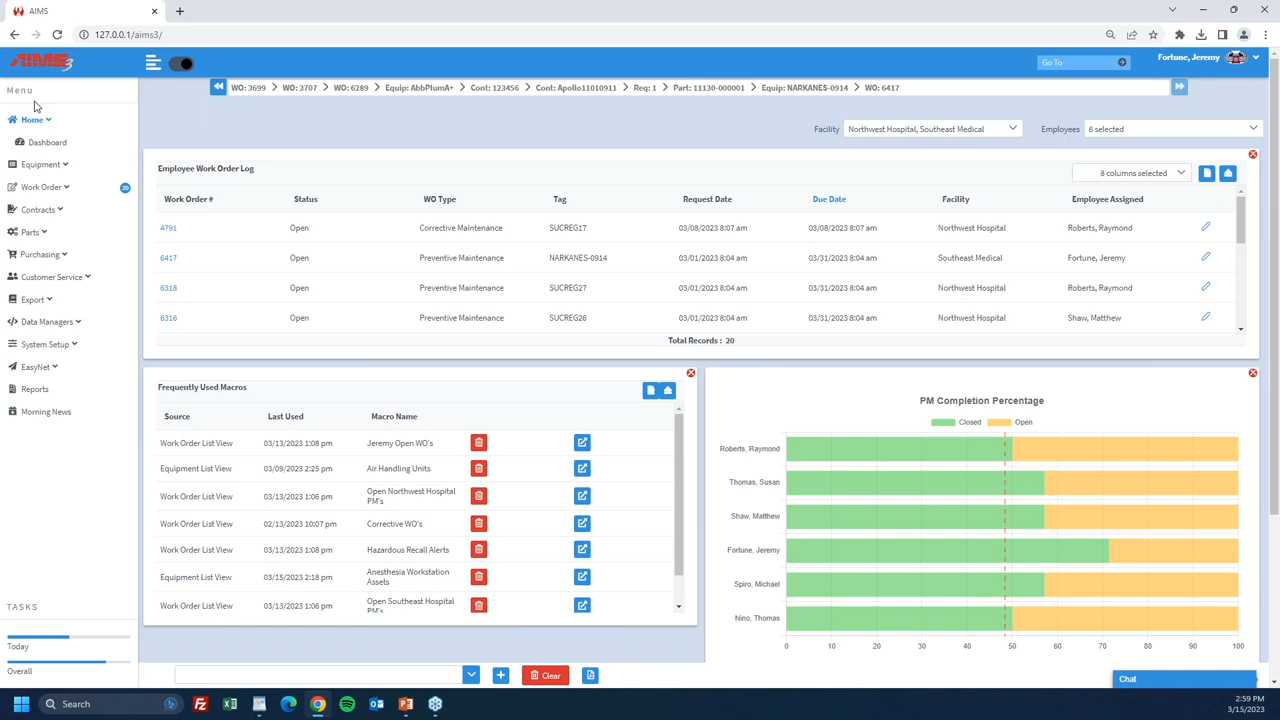 AIMS
127.0.0.1/aims3/
AIMS3
Go To
Fortune, Jeremy
Menu
WO: 3699 WO: 3707 WO: 6289 Equip: AbbPlumA+ Cont: 123456 Cont: Apollo11010911 Req: 1 Part: 11130-000001 Equip: NARKANES-0914 WO: 6417
Home
Dashboard
Equipment
Work Order 20
Contracts
Parts
Purchasing
Customer Service
Export
Data Managers
System Setup
EasyNet
Reports
Morning News
TASKS
Today
Overall
Facility Northwest Hospital, Southeast Medical Employees 6 selected
Employee Work Order Log
8 columns selected
Work Order # Status WO Type Tag Request Date Due Date Facility Employee Assigned
4791 Open Corrective Maintenance SUCREG17 03/08/2023 8:07 am 03/08/2023 8:07 am Northwest Hospital Roberts, Raymond
6417 Open Preventive Maintenance NARKANES-0914 03/01/2023 8:04 am 03/31/2023 8:04 am Southeast Medical Fortune, Jeremy
6318 Open Preventive Maintenance SUCREG27 03/01/2023 8:04 am 03/31/2023 8:04 am Northwest Hospital Roberts, Raymond
6316 Open Preventive Maintenance SUCREG26 03/01/2023 8:04 am 03/31/2023 8:04 am Northwest Hospital Shaw, Matthew
Total Records : 20
Frequently Used Macros
Source Last Used Macro Name
Work Order List View 03/13/2023 1:08 pm Jeremy Open WO's
Equipment List View 03/09/2023 2:25 pm Air Handling Units
Work Order List View 03/13/2023 1:06 pm Open Northwest Hospital PM's
Work Order List View 02/13/2023 10:07 pm Corrective WO's
Work Order List View 03/13/2023 1:08 pm Hazardous Recall Alerts
Equipment List View 03/15/2023 2:18 pm Anesthesia Workstation Assets
Work Order List View 03/13/2023 1:06 pm Open Southeast Hospital PM's
PM Completion Percentage
Closed Open
Roberts, Raymond
Thomas, Susan
Shaw, Matthew
Fortune, Jeremy
Spiro, Michael
Nino, Thomas
0 10 20 30 40 50 60 70 80 90 100
Clear
Chat
Search
2:59 PM
3/15/2023